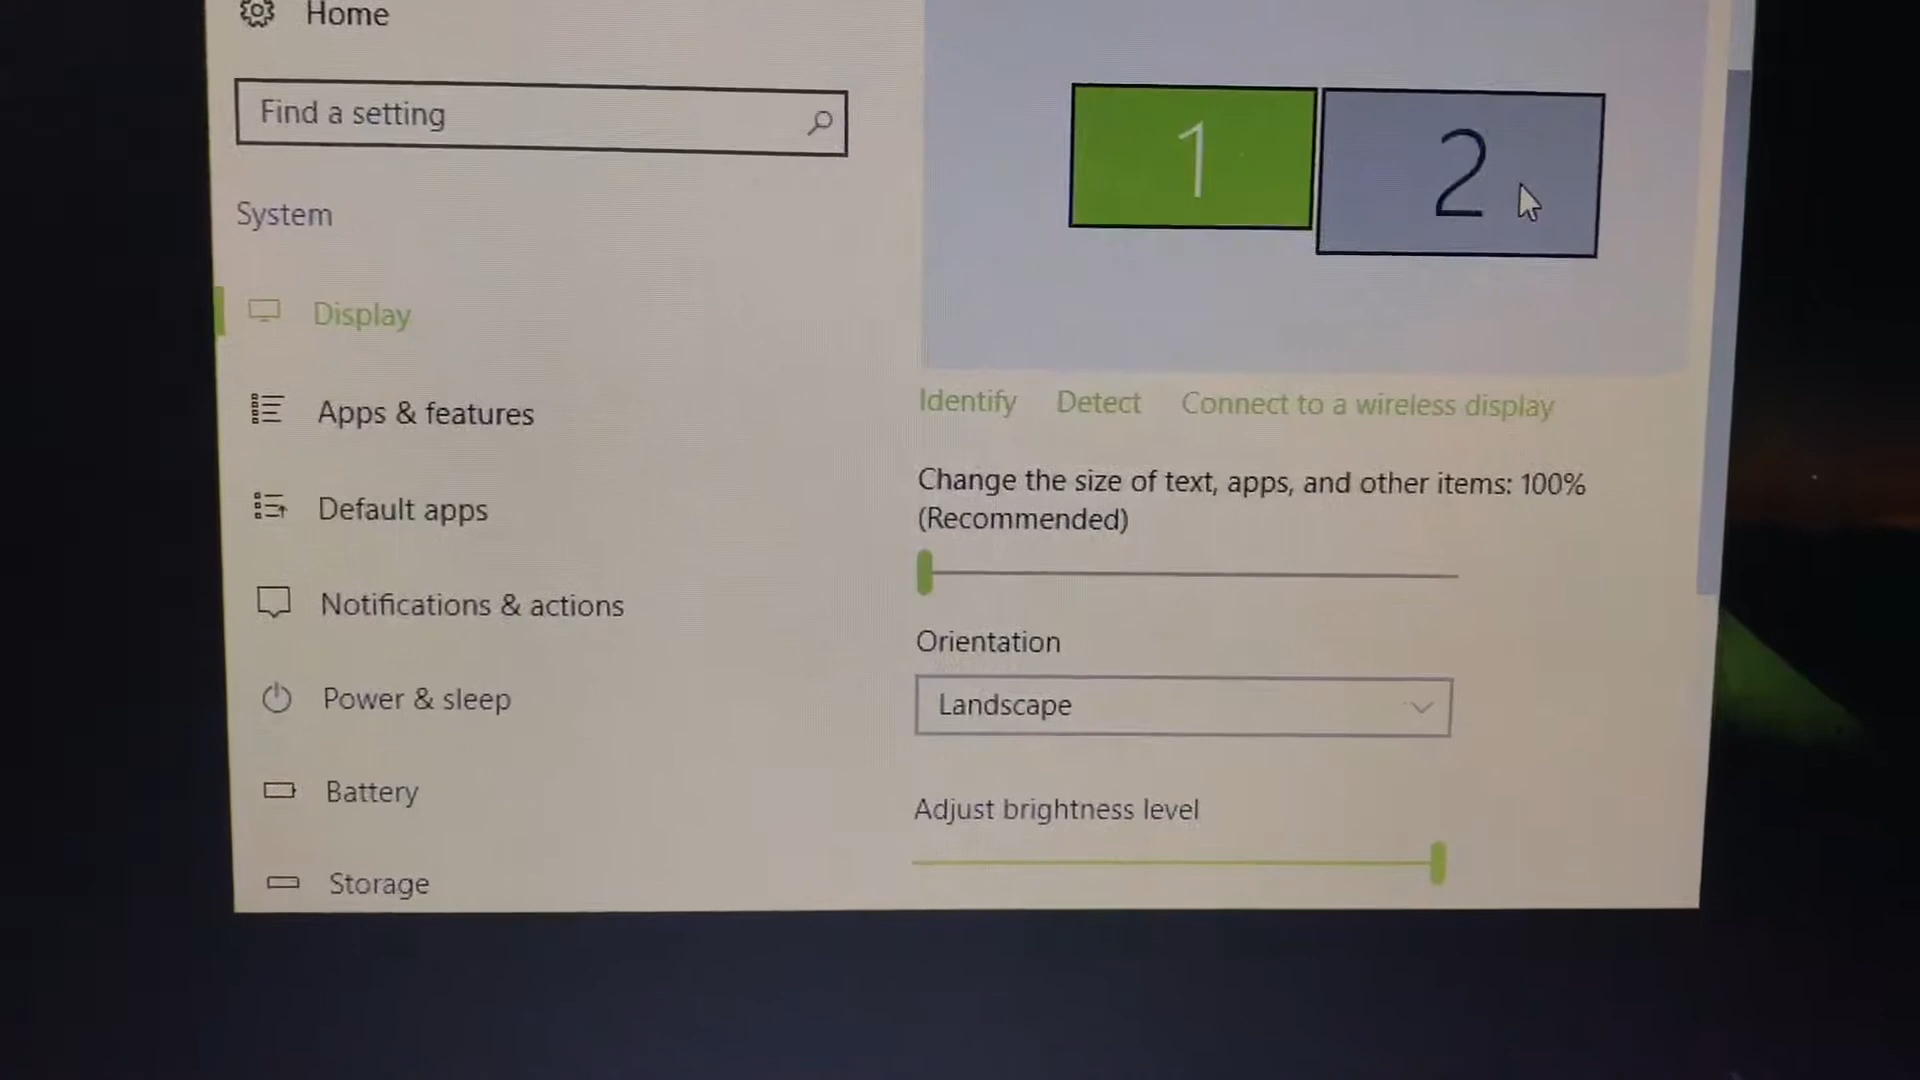 Home
Find a setting
System
Display
Apps & features
Default apps
Notifications & actions
Power & sleep
Battery
Storage
1
2
Identify
Detect
Connect to a wireless display
Change the size of text, apps, and other items: 100%
(Recommended)
Orientation
Landscape
Adjust brightness level